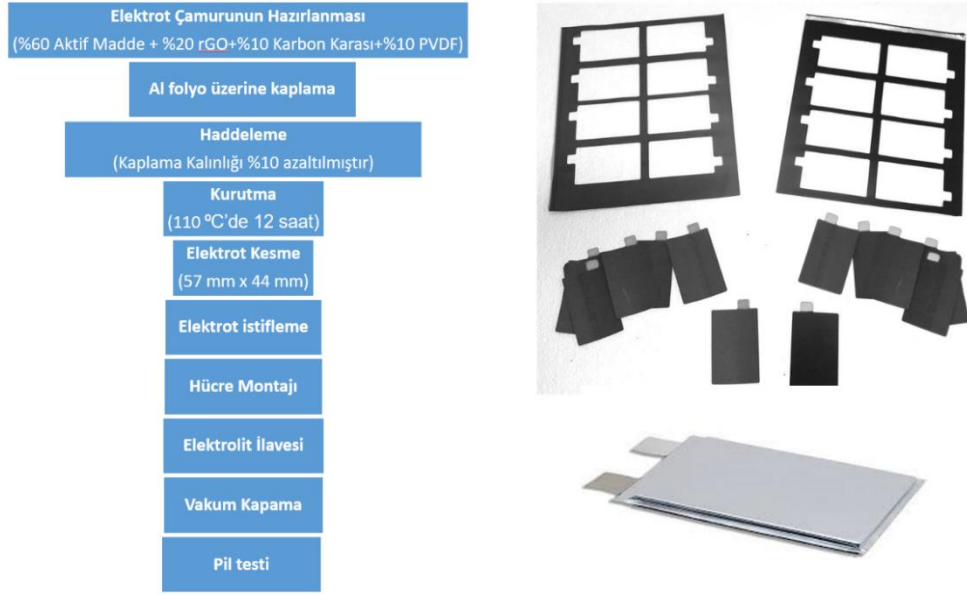 Elektrot Çamurunun Hazırlanması
(%60 Aktif Madde + %20 rGO+%10 Karbon Karası+%10 PVDF)
Al folyo üzerine kaplama
Haddeleme
(Kaplama Kalınlığı %10 azaltılmıştır)
Kurutma
(110 ºC'de 12 saat)
Elektrot Kesme
(57 mm x 44 mm)
Elektrot istifleme
Hücre Montajı
Elektrolit İlavesi
Vakum Kapama
Pil testi